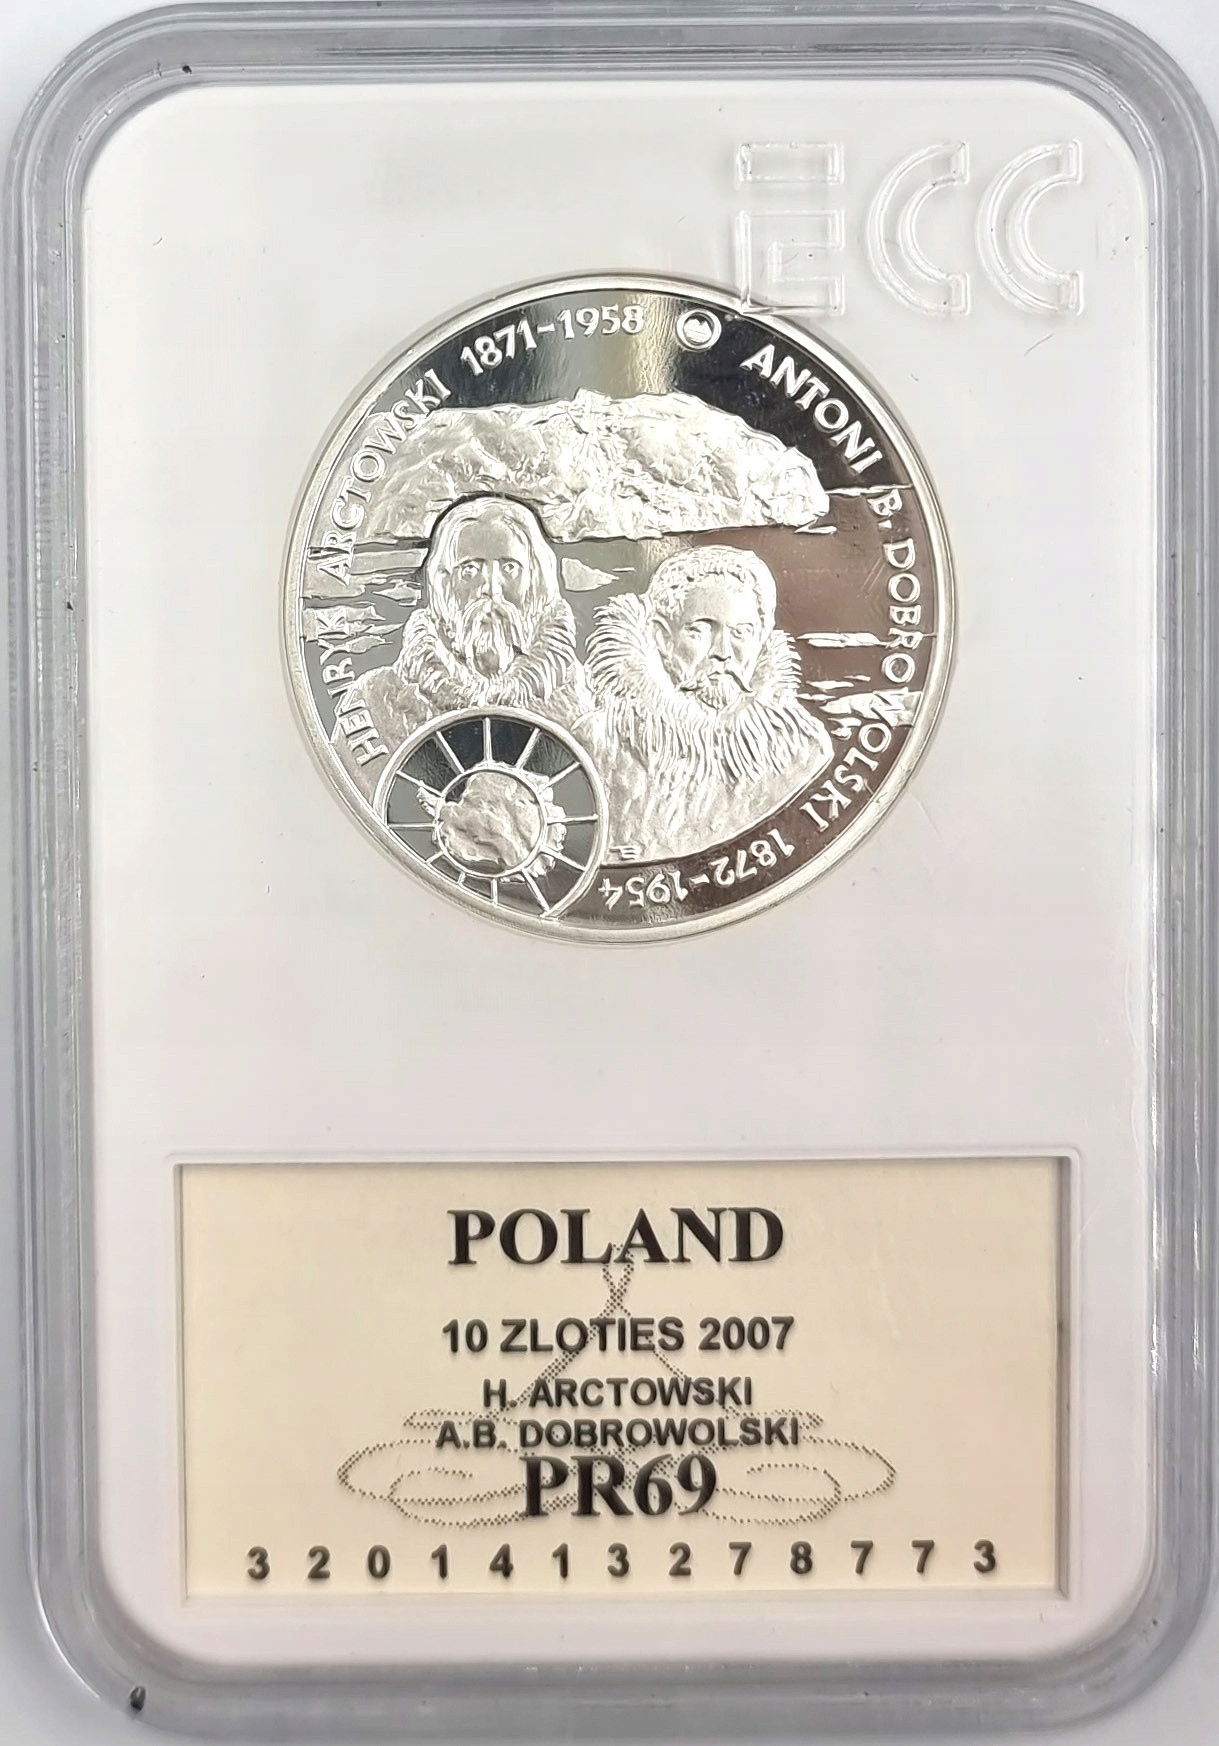 ECC
HENRYK ARCTOWSKI 1871-1958
ANTONI B. DOBROWOLSKI 1872-1954
POLAND
10 ZLOTIES 2007
H. ARCTOWSKI
A.B. DOBROWOLSKI
PR69
3 2 0 1 4 1 3 2 7 8 7 7 3